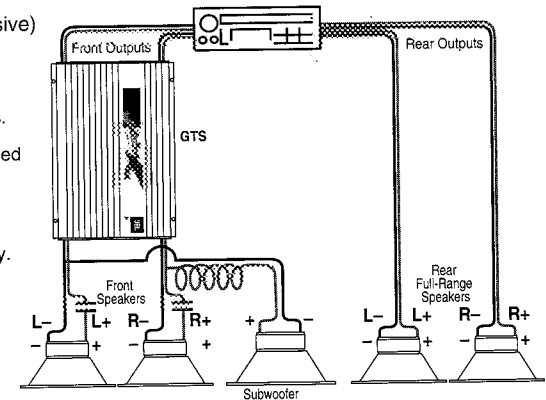 sive)
Front Outputs
Rear Outputs
GTS
s.
ed
y.
Front
Speakers
Rear
Full-Range
Speakers
L– L+ R– R+
L– L+ R– R+
– + – + + – – + – +
Subwoofer